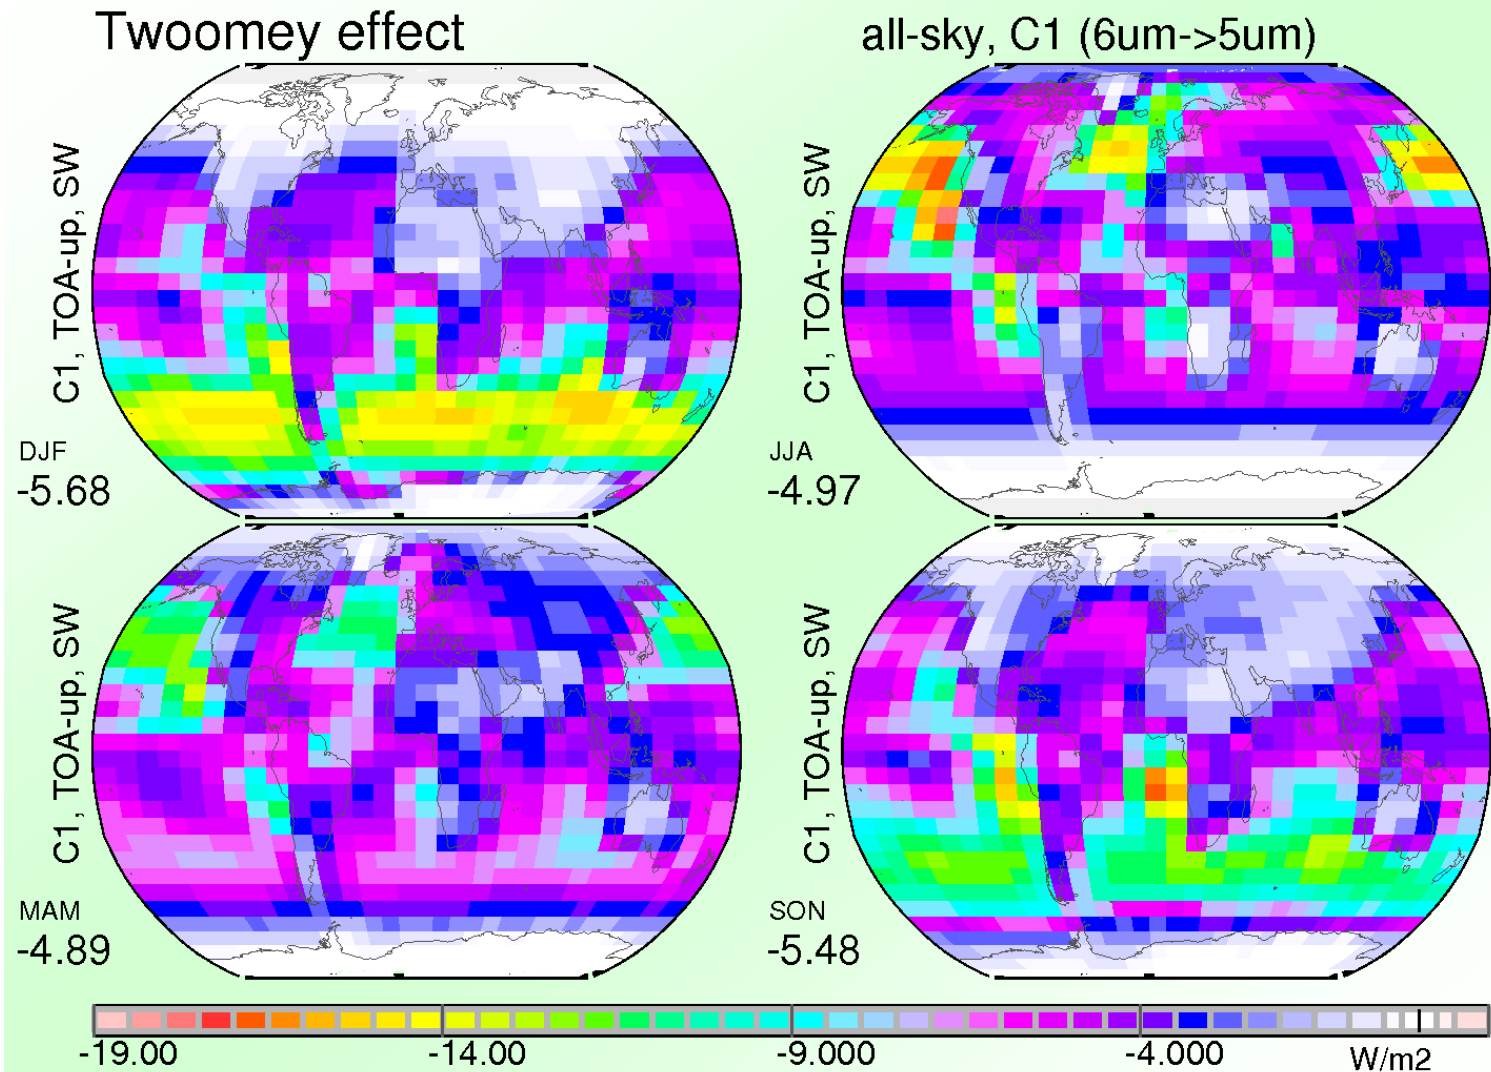 Twoomey effect
all-sky, C1 (6um->5um)
C1, TOA-up, SW
DJF
-5.68
C1, TOA-up, SW
JJA
-4.97
C1, TOA-up, SW
MAM
-4.89
C1, TOA-up, SW
SON
-5.48
-19.00
-14.00
-9.000
-4.000
W/m2